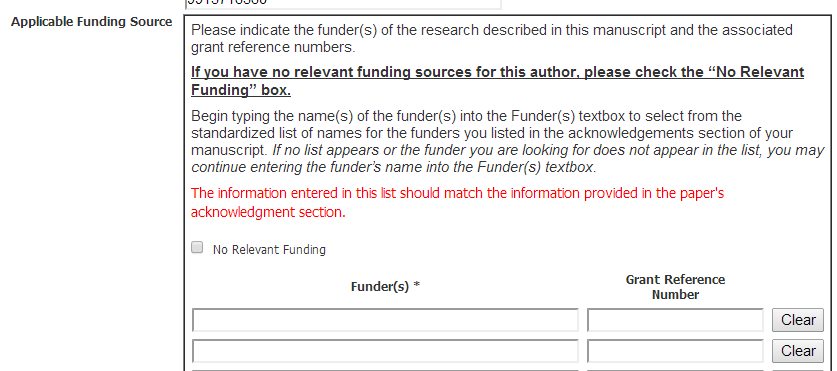 Applicable Funding Source
Please indicate the funder(s) of the research described in this manuscript and the associated
grant reference numbers.
If you have no relevant funding sources for this author, please check the “No Relevant
Funding” box.
Begin typing the name(s) of the funder(s) into the Funder(s) textbox to select from the
standardized list of names for the funders you listed in the acknowledgements section of your
manuscript. If no list appears or the funder you are looking for does not appear in the list, you may
continue entering the funder’s name into the Funder(s) textbox.
The information entered in this list should match the information provided in the paper's
acknowledgment section.
No Relevant Funding
Funder(s) *
Grant Reference
Number
Clear
Clear